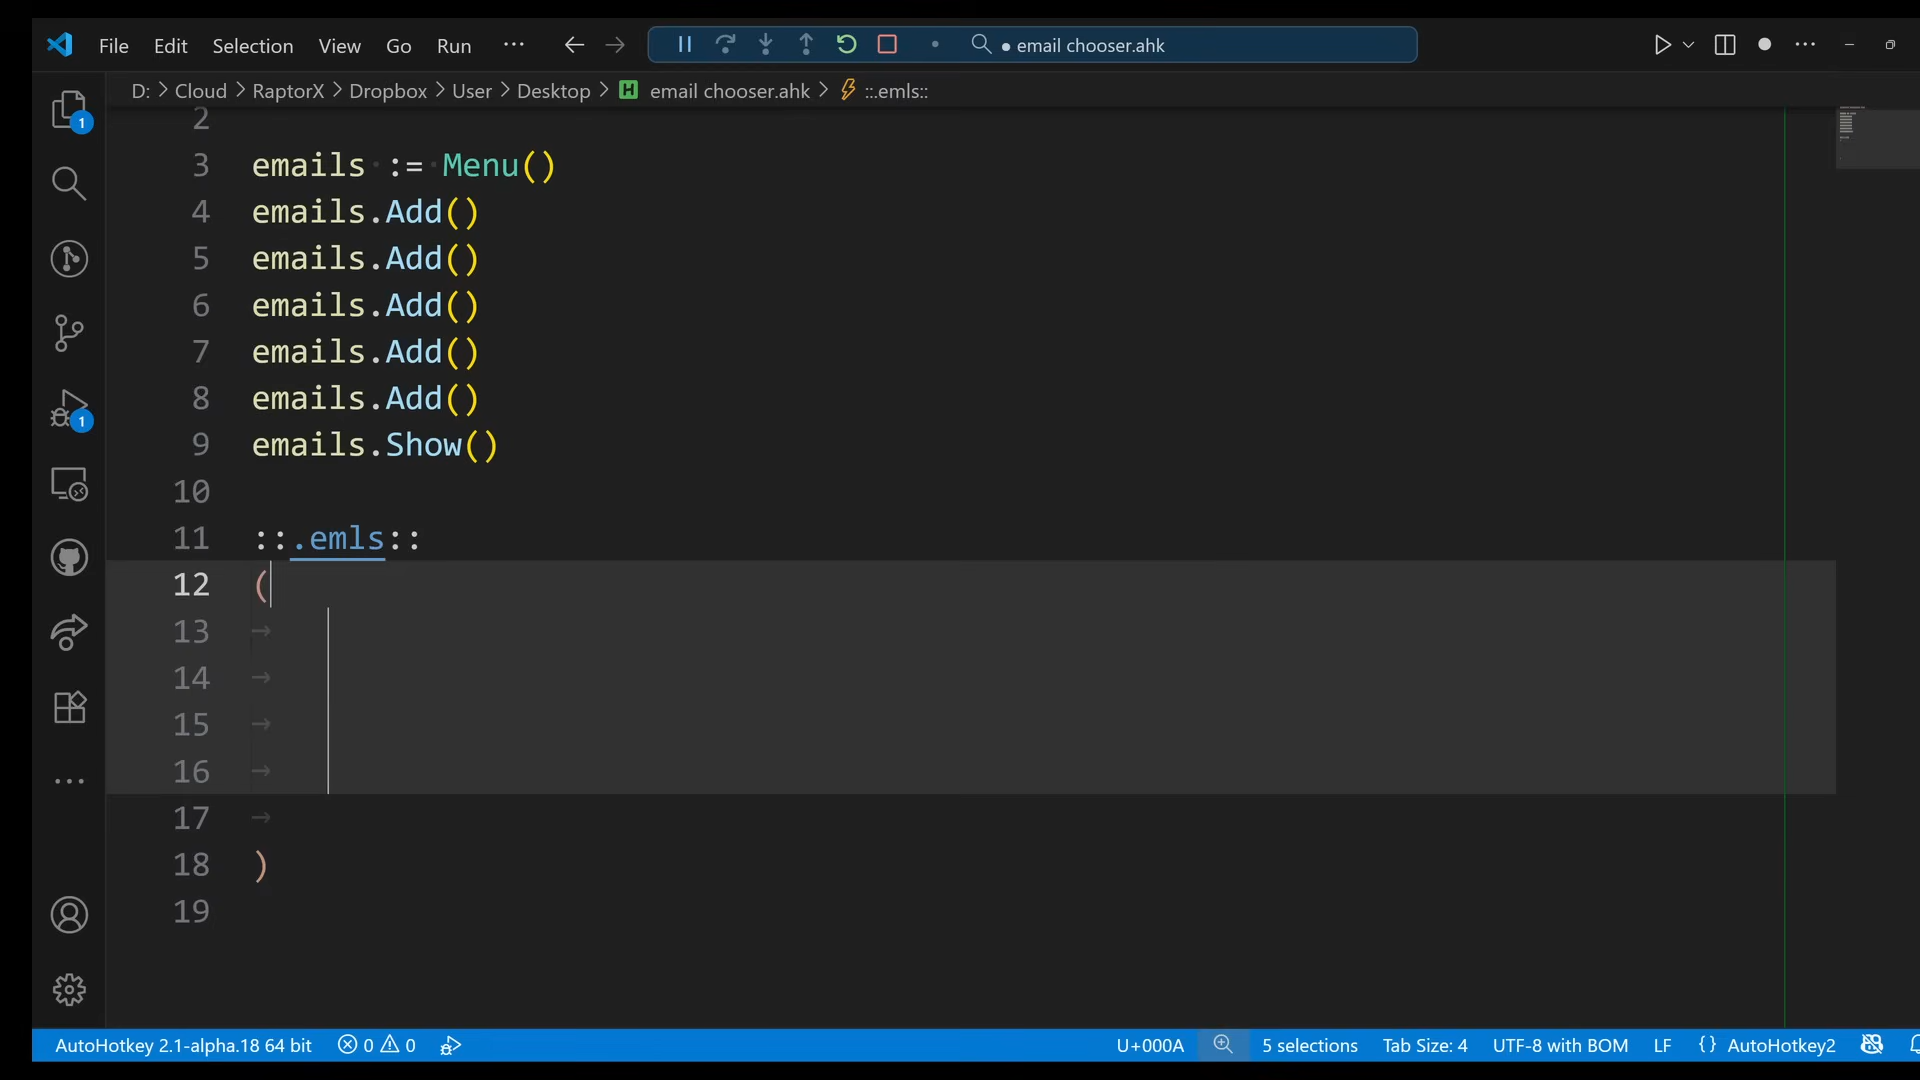 File Edit Selection View Go Run ··· email chooser.ahk
D: > Cloud > RaptorX > Dropbox > User > Desktop > H email chooser.ahk > ::.emls::
2
3 emails := Menu()
4 emails.Add()
5 emails.Add()
6 emails.Add()
7 emails.Add()
8 emails.Add()
9 emails.Show()
10
11 ::.emls::
12 (
13
14
15
16
17
18 )
19
1
1
AutoHotkey 2.1-alpha.18 64 bit 0 0 U+000A 5 selections Tab Size: 4 UTF-8 with BOM LF {} AutoHotkey2